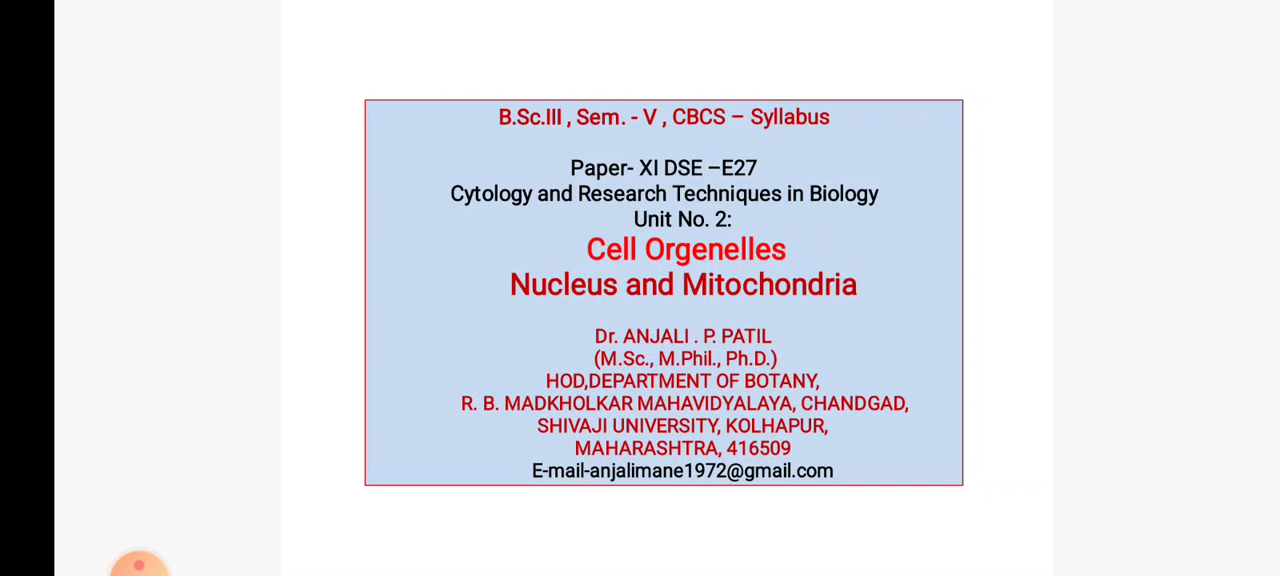 B.Sc.III , Sem. - V , CBCS – Syllabus
Paper- XI DSE –E27
Cytology and Research Techniques in Biology
Unit No. 2:
Cell Orgenelles
Nucleus and Mitochondria
Dr. ANJALI . P. PATIL
(M.Sc., M.Phil., Ph.D.)
HOD,DEPARTMENT OF BOTANY,
R. B. MADKHOLKAR MAHAVIDYALAYA, CHANDGAD,
SHIVAJI UNIVERSITY, KOLHAPUR,
MAHARASHTRA, 416509
E-mail-anjalimane1972@gmail.com